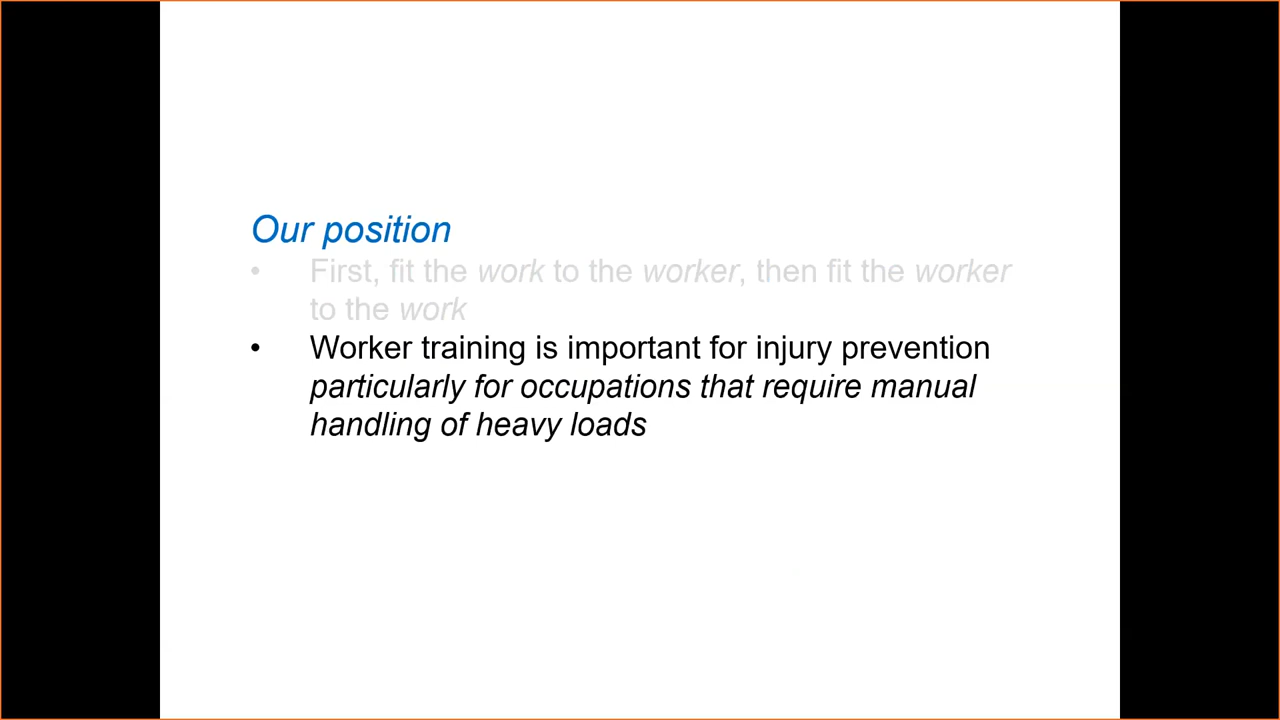 Our position
• First, fit the work to the worker, then fit the worker
to the work
• Worker training is important for injury prevention
particularly for occupations that require manual
handling of heavy loads